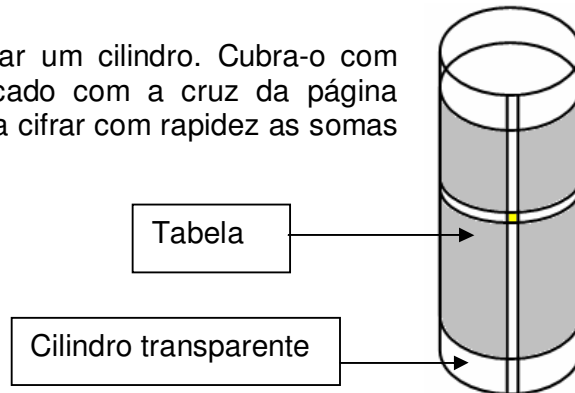 ar um cilindro. Cubra-o com
cado com a cruz da página
a cifrar com rapidez as somas
Tabela
Cilindro transparente